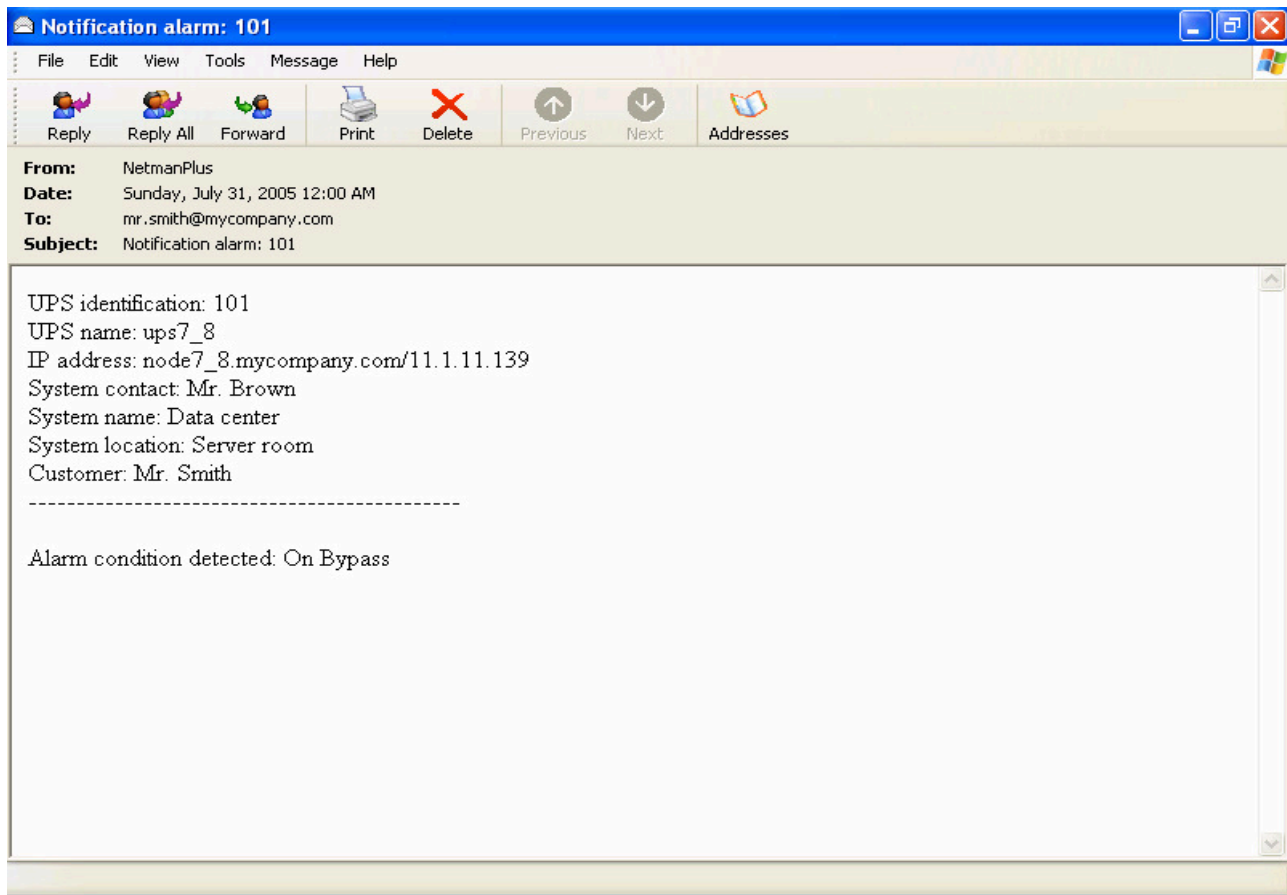 Notification alarm: 101
File Edit View Tools Message Help
Reply Reply All Forward Print Delete Previous Next Addresses
From: NetmanPlus
Date: Sunday, July 31, 2005 12:00 AM
To: mr.smith@mycompany.com
Subject: Notification alarm: 101
UPS identification: 101
UPS name: ups7_8
IP address: node7_8.mycompany.com/11.1.11.139
System contact: Mr. Brown
System name: Data center
System location: Server room
Customer: Mr. Smith
---------------------------------------------
Alarm condition detected: On Bypass